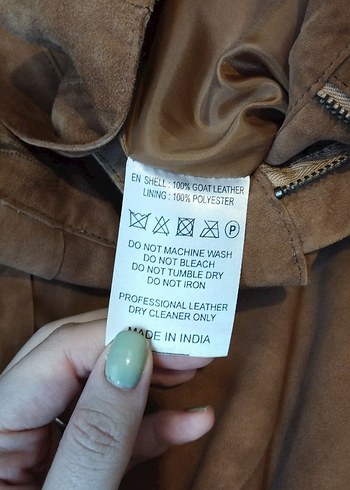 EN SHELL : 100% GOAT LEATHER
LINING : 100% POLYESTER
P
DO NOT MACHINE WASH
DO NOT BLEACH
DO NOT TUMBLE DRY
DO NOT IRON
PROFESSIONAL LEATHER
DRY CLEANER ONLY
MADE IN INDIA